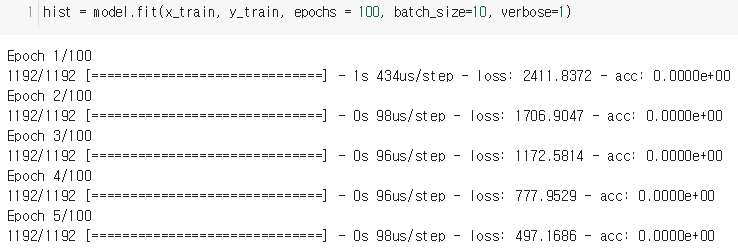 1 hist = model.fit(x_train, y_train, epochs = 100, batch_size=10, verbose=1)
Epoch 1/100
1192/1192 [==============================] - 1s 434us/step - loss: 2411.8372 - acc: 0.0000e+00
Epoch 2/100
1192/1192 [==============================] - 0s 98us/step - loss: 1706.9047 - acc: 0.0000e+00
Epoch 3/100
1192/1192 [==============================] - 0s 96us/step - loss: 1172.5814 - acc: 0.0000e+00
Epoch 4/100
1192/1192 [==============================] - 0s 96us/step - loss: 777.9529 - acc: 0.0000e+00
Epoch 5/100
1192/1192 [==============================] - 0s 98us/step - loss: 497.1686 - acc: 0.0000e+00